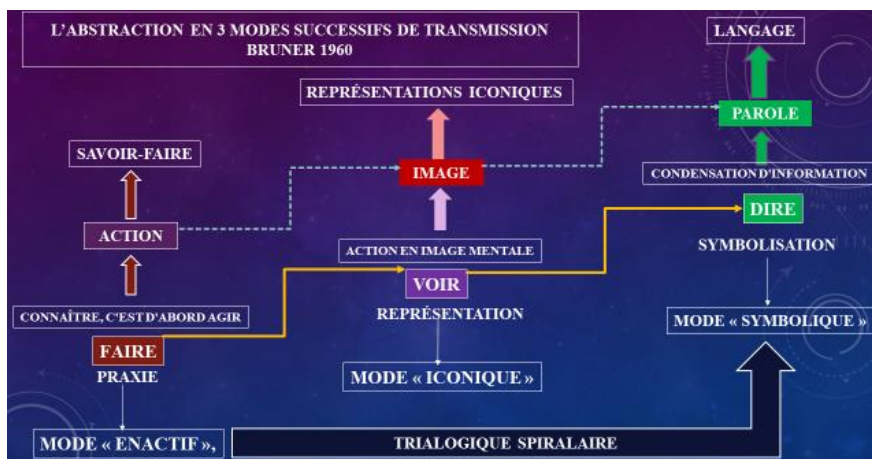 L'ABSTRACTION EN 3 MODES SUCCESSIFS DE TRANSMISSION
BRUNER 1960
LANGAGE
REPRÉSENTATIONS ICONIQUES
PAROLE
SAVOIR-FAIRE
IMAGE
CONDENSATION D'INFORMATION
DIRE
ACTION
ACTION EN IMAGE MENTALE
SYMBOLISATION
VOIR
CONNAÎTRE, C'EST D'ABORD AGIR
REPRÉSENTATION
MODE « SYMBOLIQUE »
FAIRE
PRAXIE
MODE « ICONIQUE »
MODE « ENACTIF »,
TRIALOGIQUE SPIRALAIRE